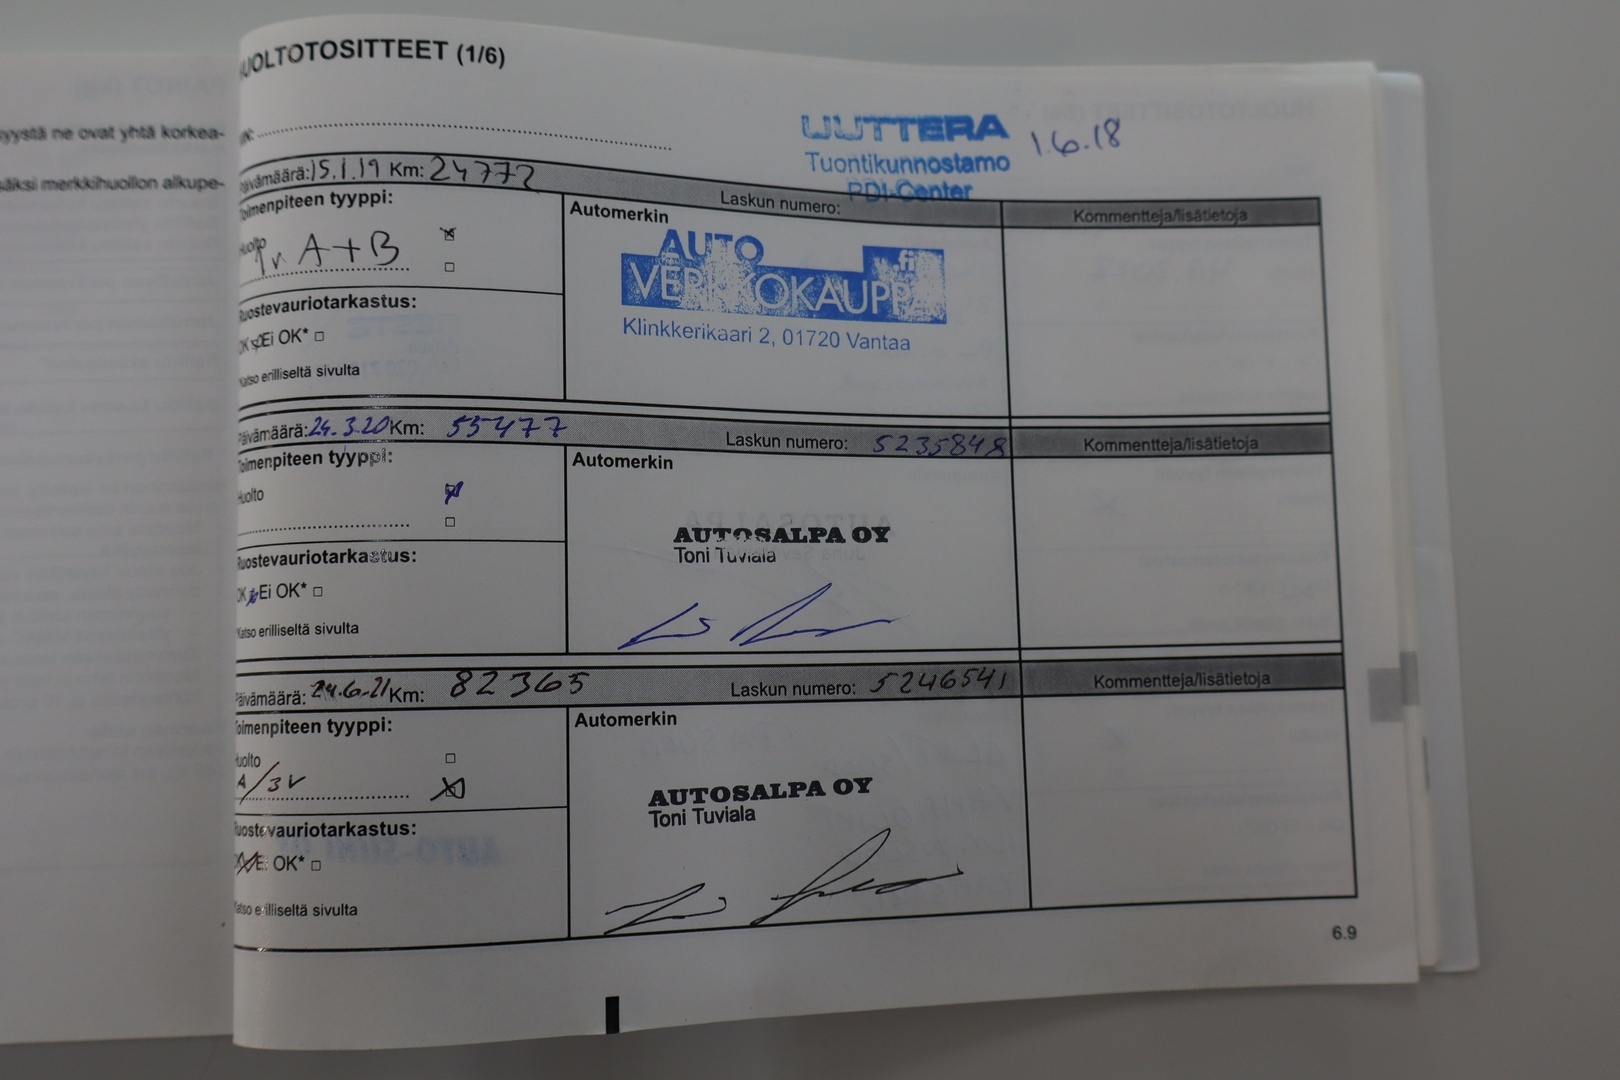 HUOLTOTOSITTEET (1/6)
yystä ne ovat yhtä korkea-
säksi merkkihuollon alkupe-
UUTTERA
Tuontikunnostamo
PDI-Center
1.6.18
Päivämäärä: 15.1.19 Km: 24772
Laskun numero:
Kommentteja/lisätietoja
Toimenpiteen tyyppi:
Huolto
A+B
Ruostevauriotarkastus:
OK Ei OK* □
Katso erilliseltä sivulta
Automerkin
AUTO
VERKKOKAUPPA
.fi
Klinkkerikaari 2, 01720 Vantaa
Päivämäärä: 24.3.20 Km: 55477
Laskun numero: 5235848
Kommentteja/lisätietoja
Toimenpiteen tyyppi:
Huolto
Ruostevauriotarkastus:
OK Ei OK* □
Katso erilliseltä sivulta
Automerkin
AUTOSALPA OY
Toni Tuviala
Päivämäärä: 24.6.21 Km: 82365
Laskun numero: 5246541
Kommentteja/lisätietoja
Toimenpiteen tyyppi:
Huolto
A/3V
Ruostevauriotarkastus:
OK* □
Katso erilliseltä sivulta
Automerkin
AUTOSALPA OY
Toni Tuviala
6.9